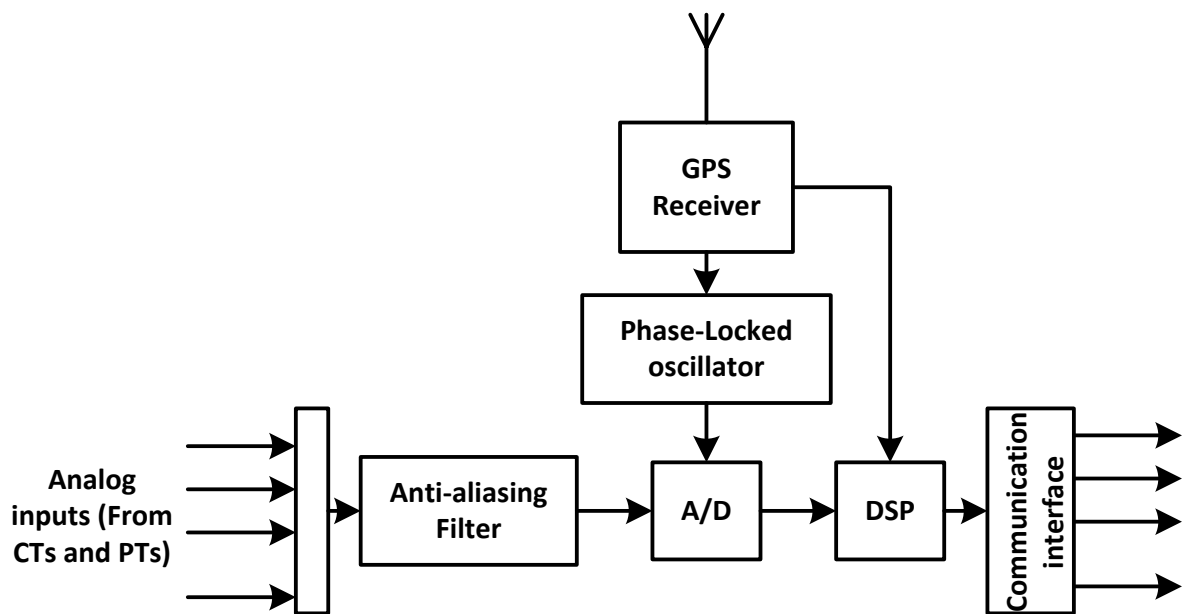 GPS
Receiver
Phase-Locked
oscillator
Analog
inputs (From
CTs and PTs)
Anti-aliasing
Filter
A/D
DSP
Communication
interface